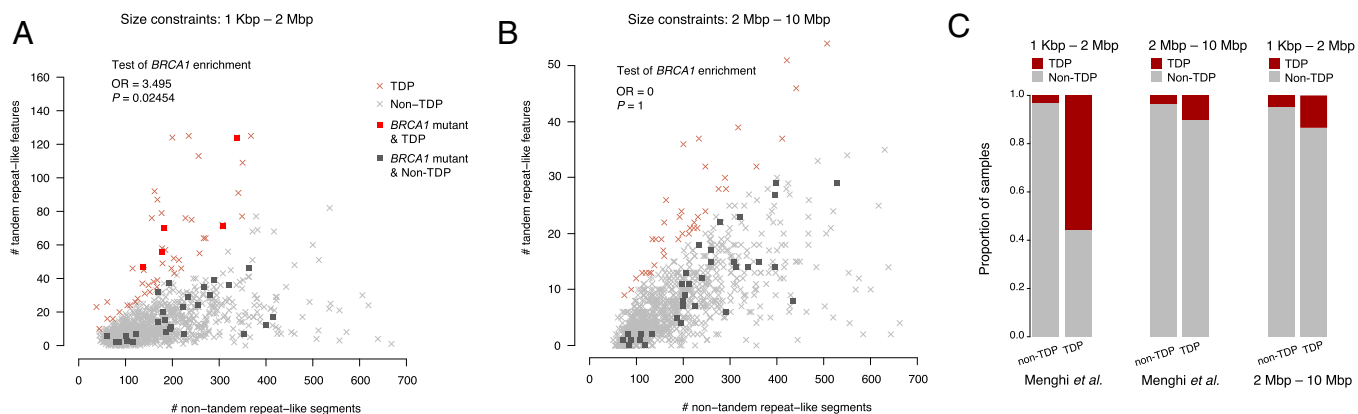 A
Size constraints: 1 Kbp – 2 Mbp
Test of BRCA1 enrichment
OR = 3.495
P = 0.02454
TDP
Non−TDP
BRCA1 mutant
& TDP
BRCA1 mutant
& Non-TDP
# tandem repeat−like features
160
140
120
100
80
60
40
20
0
0
100
200
300
400
500
600
700
# non−tandem repeat−like segments
B
Size constraints: 2 Mbp – 10 Mbp
Test of BRCA1 enrichment
OR = 0
P = 1
# tandem repeat−like features
50
40
30
20
10
0
0
100
200
300
400
500
600
700
# non−tandem repeat−like segments
C
1 Kbp – 2 Mbp
TDP
Non-TDP
2 Mbp – 10 Mbp
TDP
Non-TDP
1 Kbp – 2 Mbp
TDP
Non-TDP
Proportion of samples
1.0
0.8
0.6
0.4
0.2
0.0
non-TDP
TDP
non-TDP
TDP
non-TDP
TDP
Menghi et al.
Menghi et al.
2 Mbp – 10 Mbp